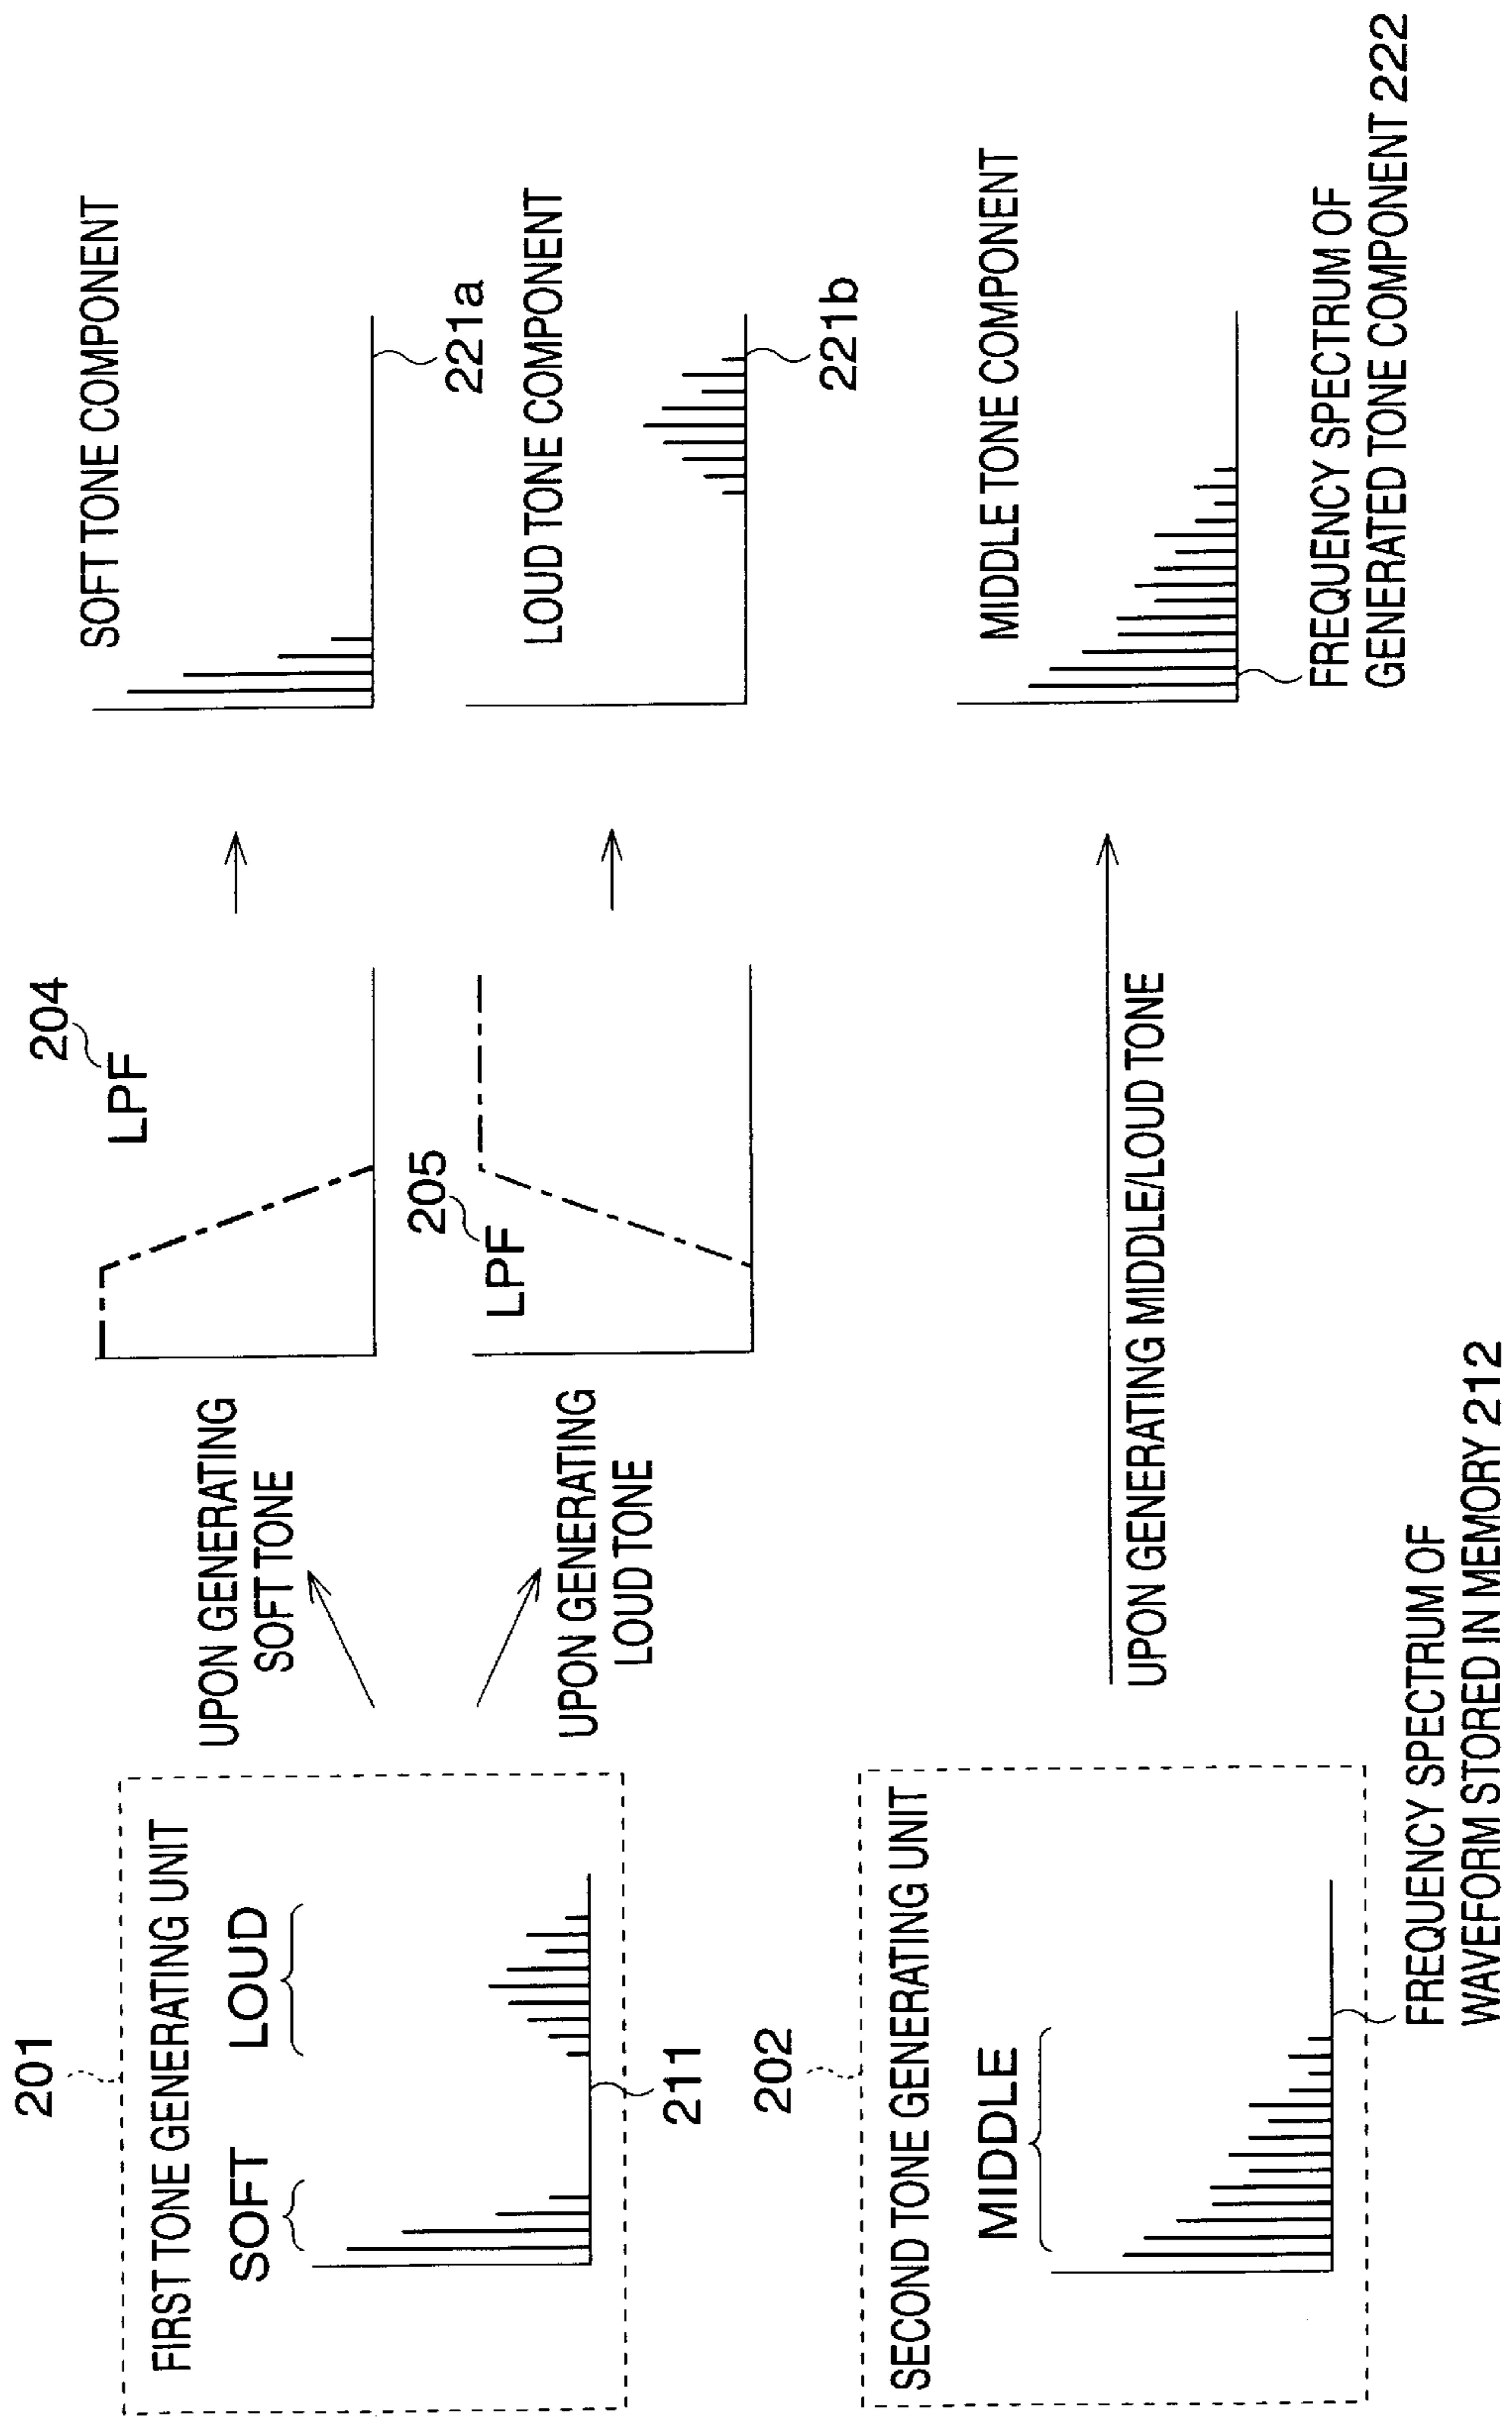 201
FIRST TONE GENERATING UNIT
SOFT
LOUD
211
UPON GENERATING
SOFT TONE
UPON GENERATING
LOUD TONE
204
LPF
205
LPF
SOFT TONE COMPONENT
221a
LOUD TONE COMPONENT
221b
202
SECOND TONE GENERATING UNIT
MIDDLE
FREQUENCY SPECTRUM OF
WAVEFORM STORED IN MEMORY 212
UPON GENERATING MIDDLE/LOUD TONE
MIDDLE TONE COMPONENT
FREQUENCY SPECTRUM OF
GENERATED TONE COMPONENT 222